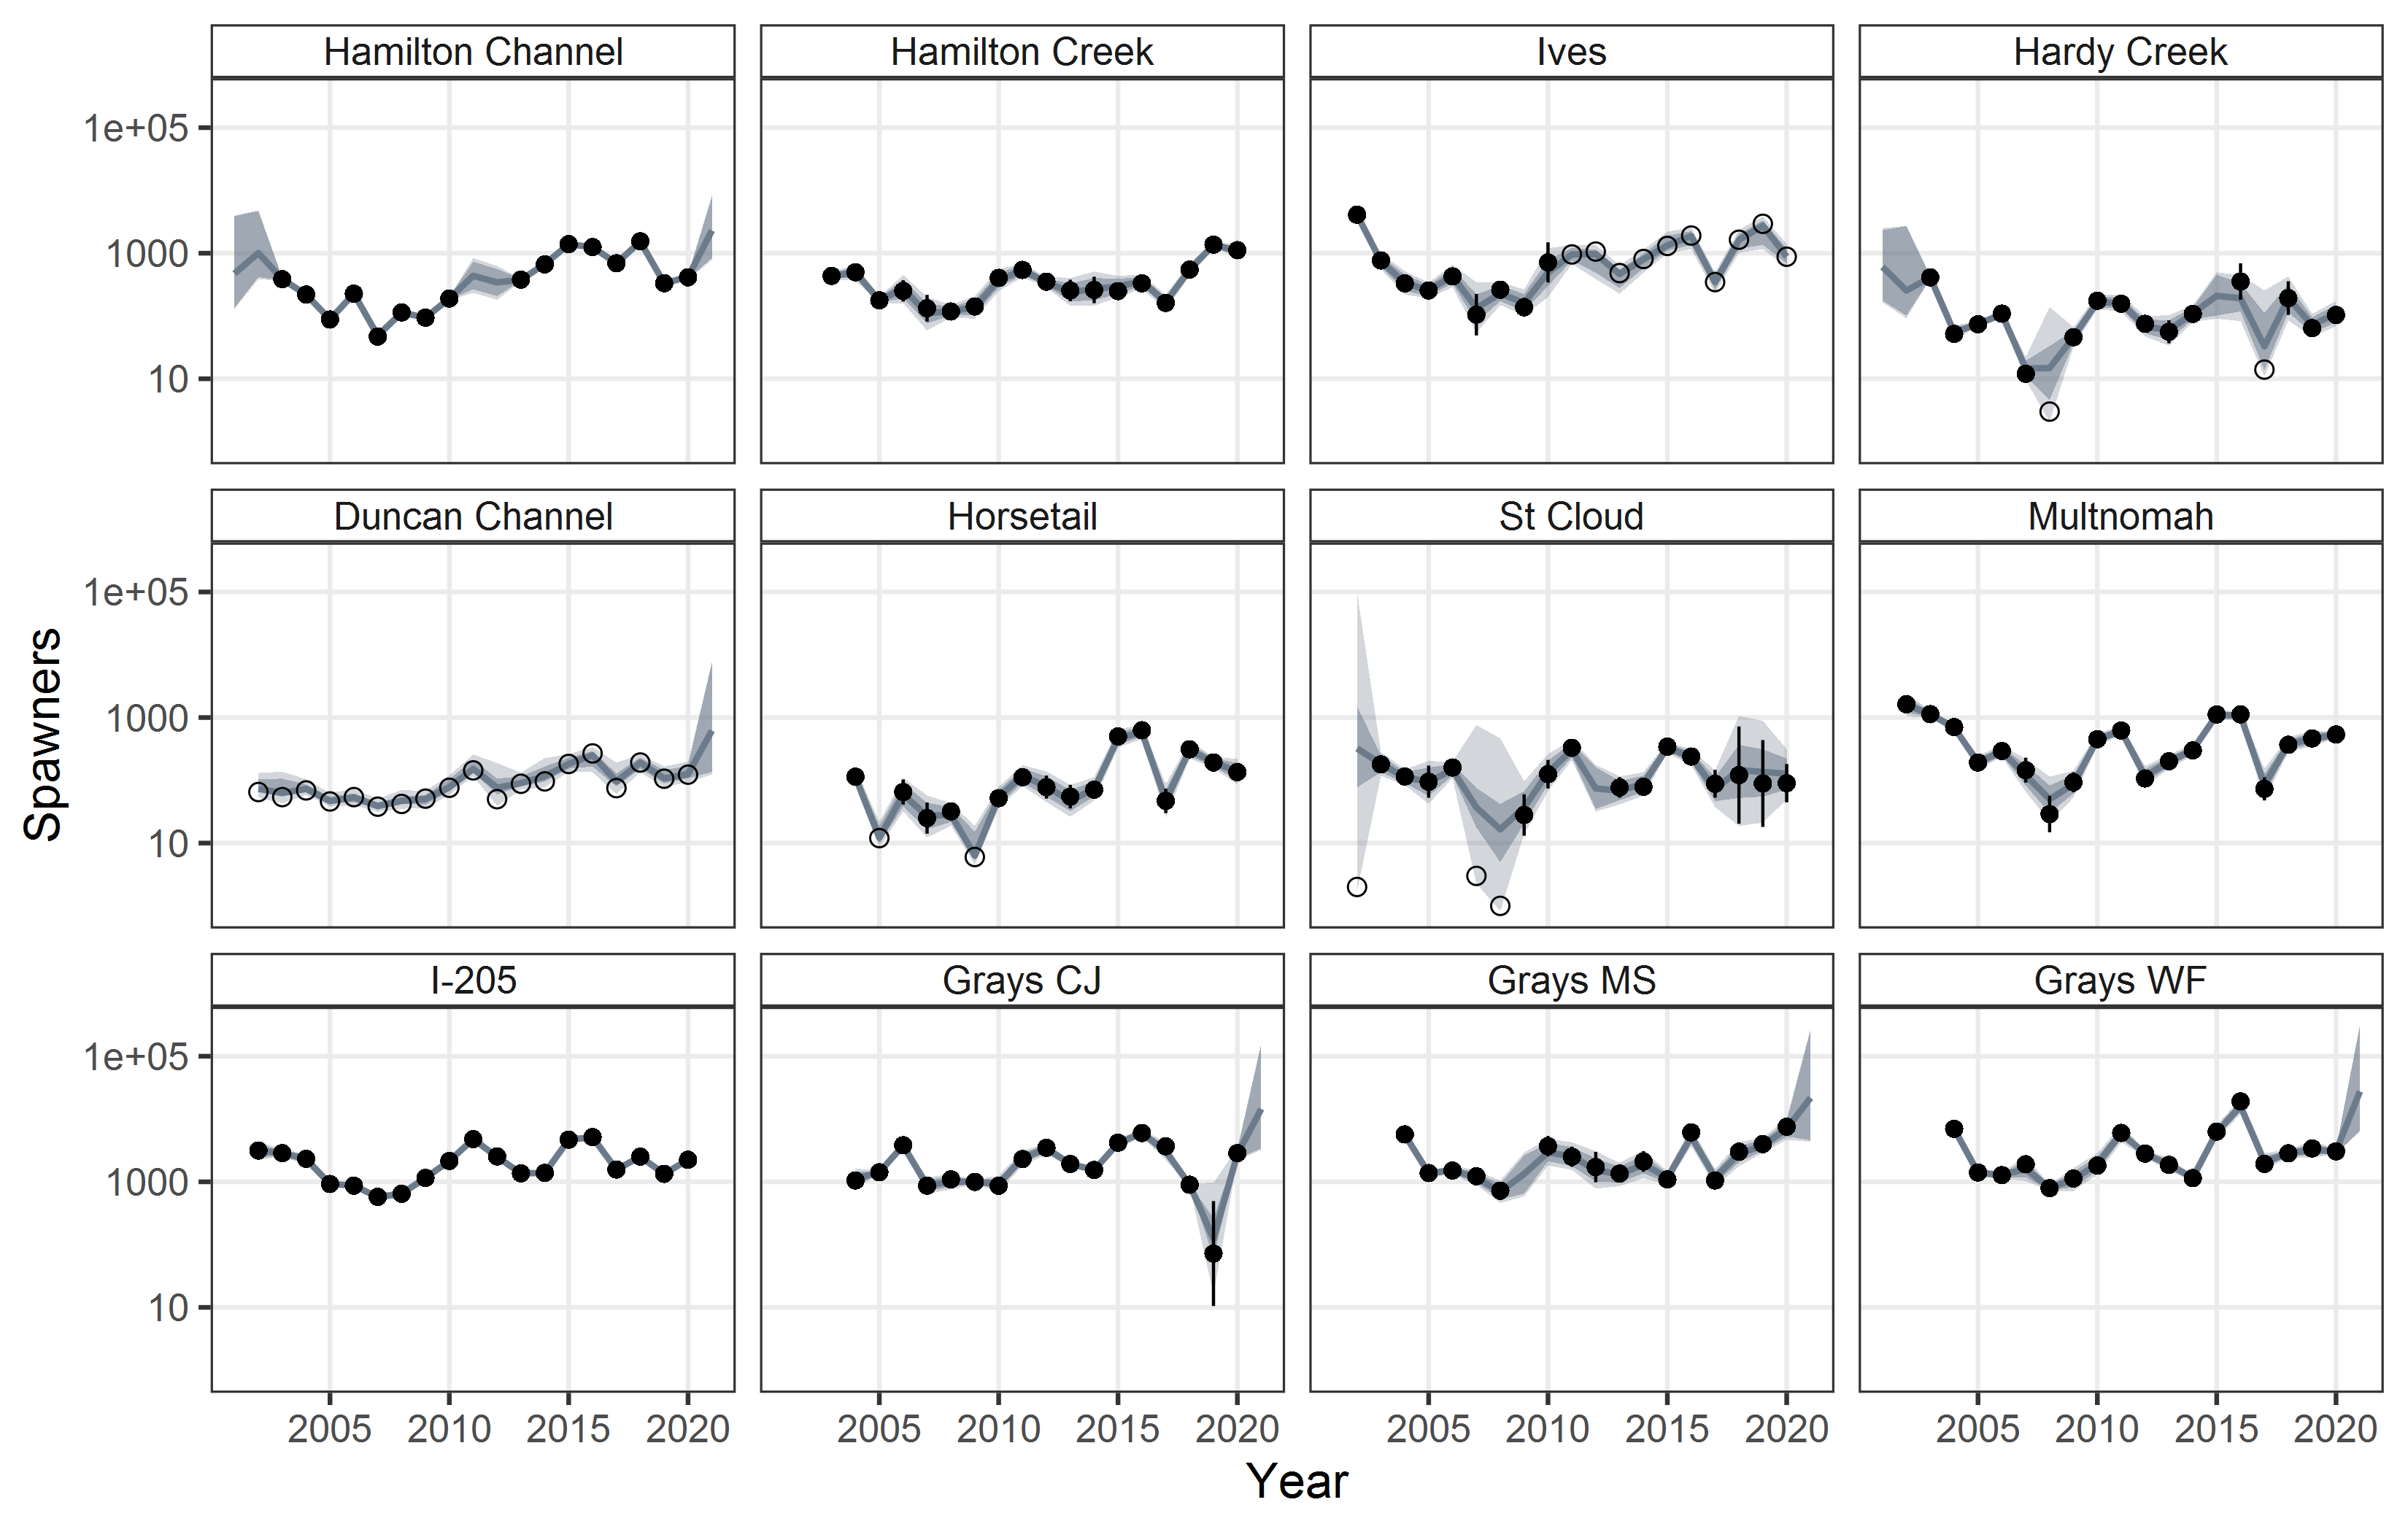 Hamilton Channel
Hamilton Creek
Ives
Hardy Creek
1e+05
1000
10
Duncan Channel
Horsetail
St Cloud
Multnomah
1e+05
1000
10
Spawners
I-205
Grays CJ
Grays MS
Grays WF
1e+05
1000
10
2005 2010 2015 2020
2005 2010 2015 2020
2005 2010 2015 2020
2005 2010 2015 2020
Year